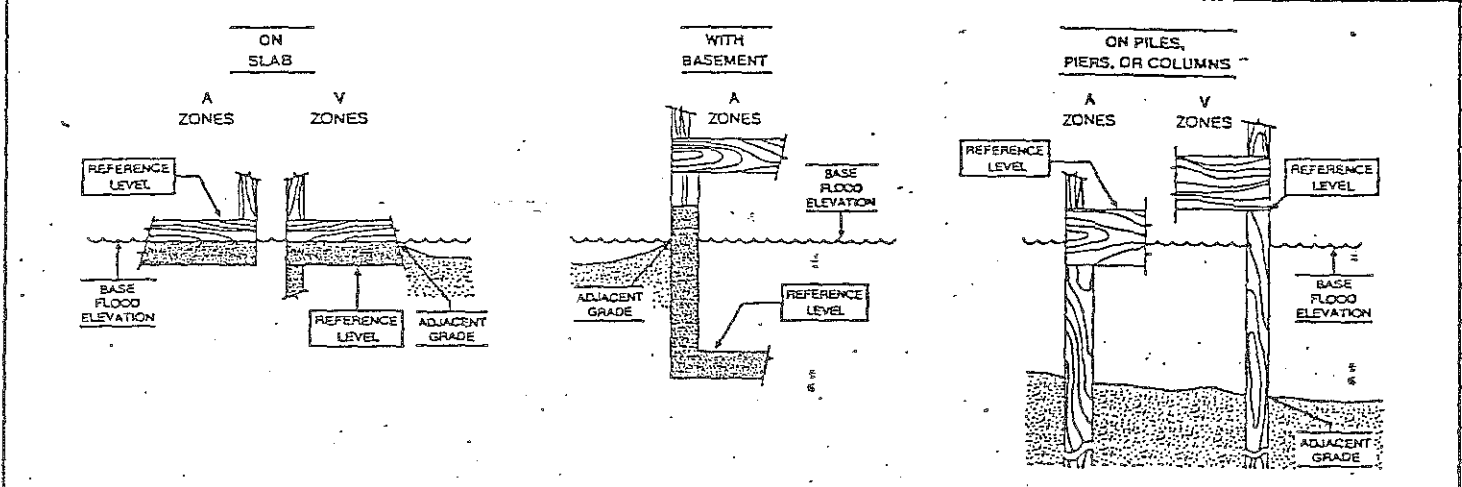 ON
SLAB
A
ZONES
V
ZONES
REFERENCE
LEVEL
BASE
FLOOD
ELEVATION
REFERENCE
LEVEL
ADJACENT
GRADE
WITH
BASEMENT
A
ZONES
BASE
FLOOD
ELEVATION
ADJACENT
GRADE
REFERENCE
LEVEL
ON PILES,
PIERS, OR COLUMNS
A
ZONES
V
ZONES
REFERENCE
LEVEL
REFERENCE
LEVEL
BASE
FLOOD
ELEVATION
ADJACENT
GRADE